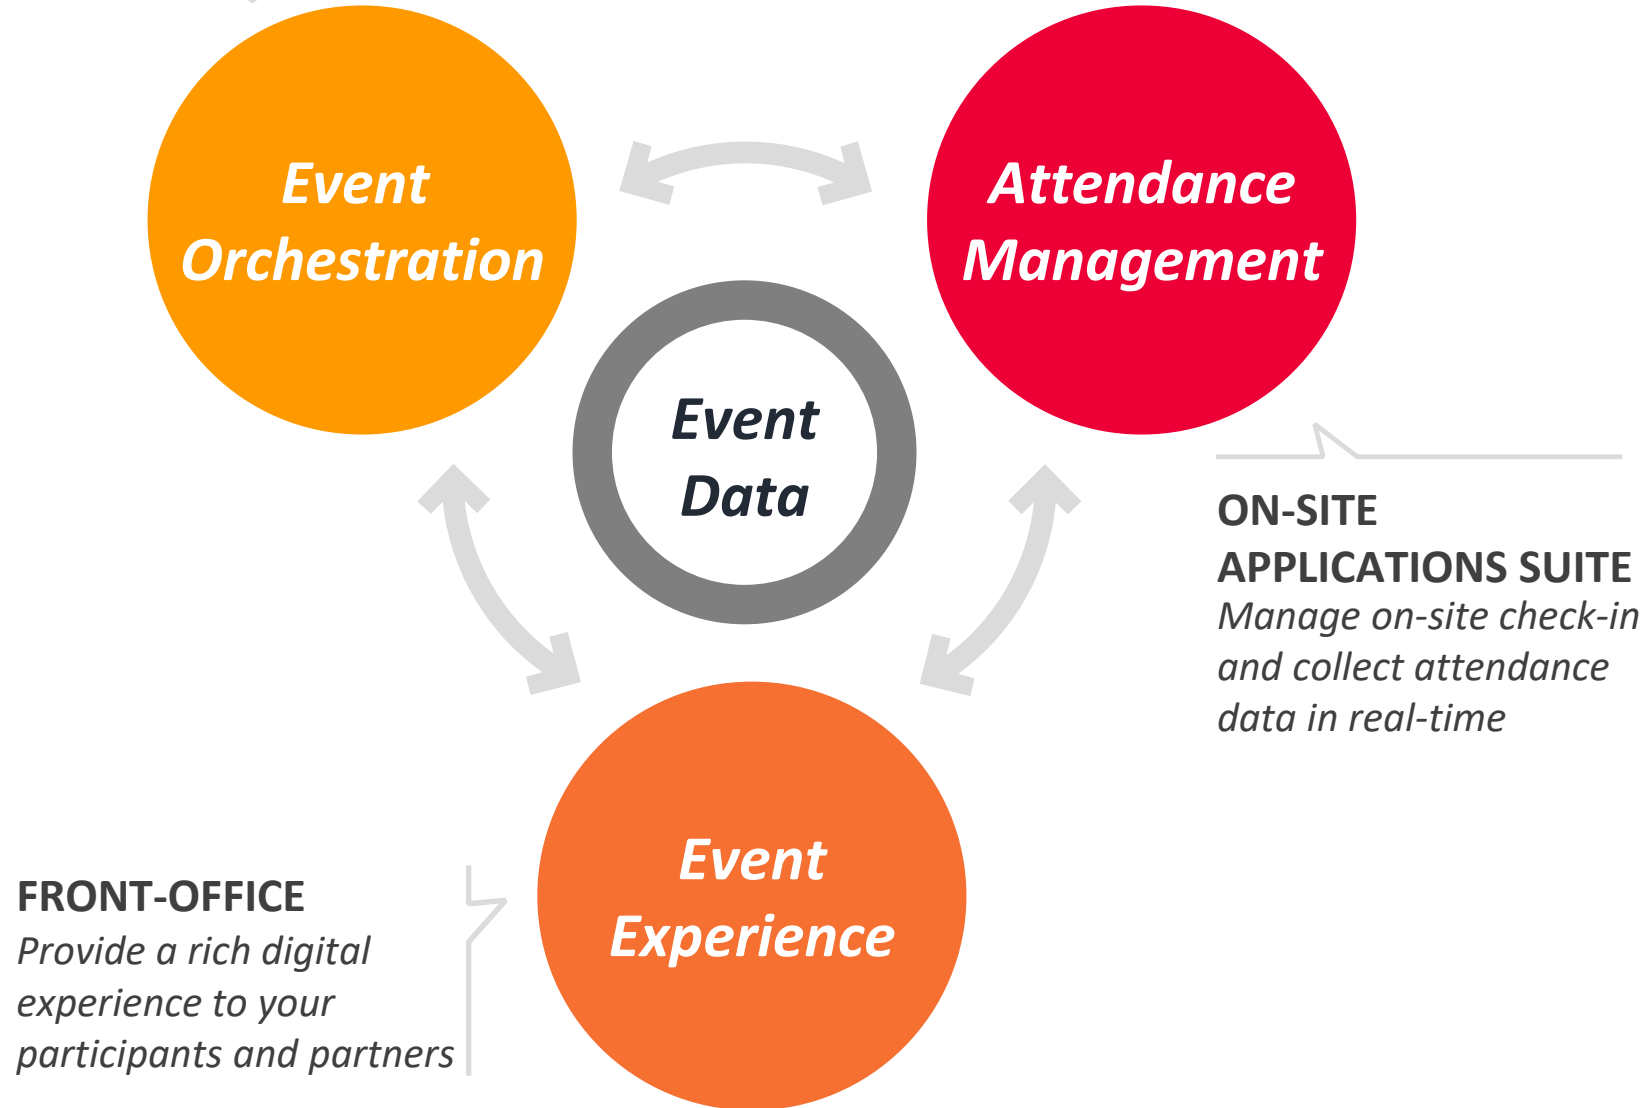 Event
Orchestration
Attendance
Management
Event
Data
ON-SITE
APPLICATIONS SUITE
Manage on-site check-in
and collect attendance
data in real-time
Event
Experience
FRONT-OFFICE
Provide a rich digital
experience to your
participants and partners